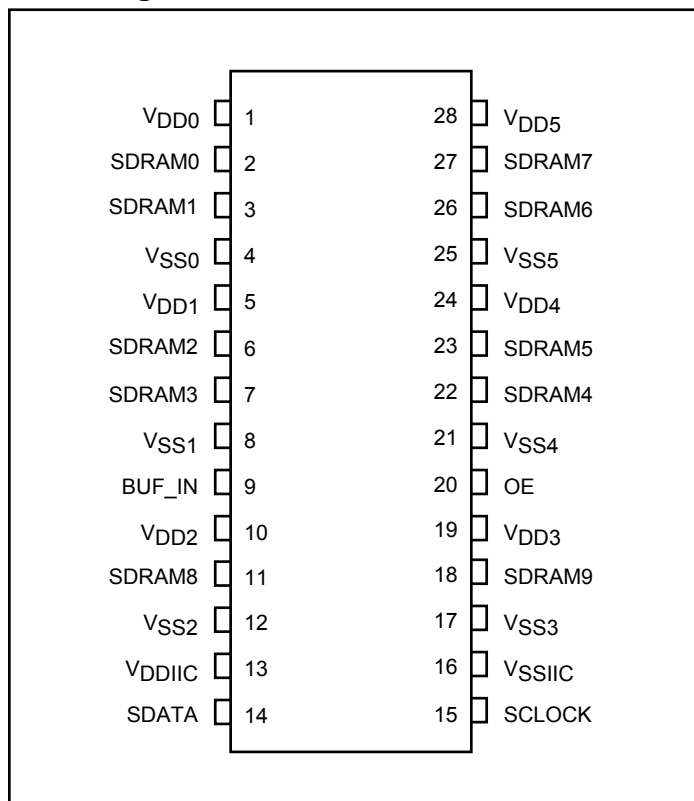 VDD0 1 28 VDD5
SDRAM0 2 27 SDRAM7
SDRAM1 3 26 SDRAM6
VSS0 4 25 VSS5
VDD1 5 24 VDD4
SDRAM2 6 23 SDRAM5
SDRAM3 7 22 SDRAM4
VSS1 8 21 VSS4
BUF_IN 9 20 OE
VDD2 10 19 VDD3
SDRAM8 11 18 SDRAM9
VSS2 12 17 VSS3
VDDIIC 13 16 VSSIIC
SDATA 14 15 SCLOCK